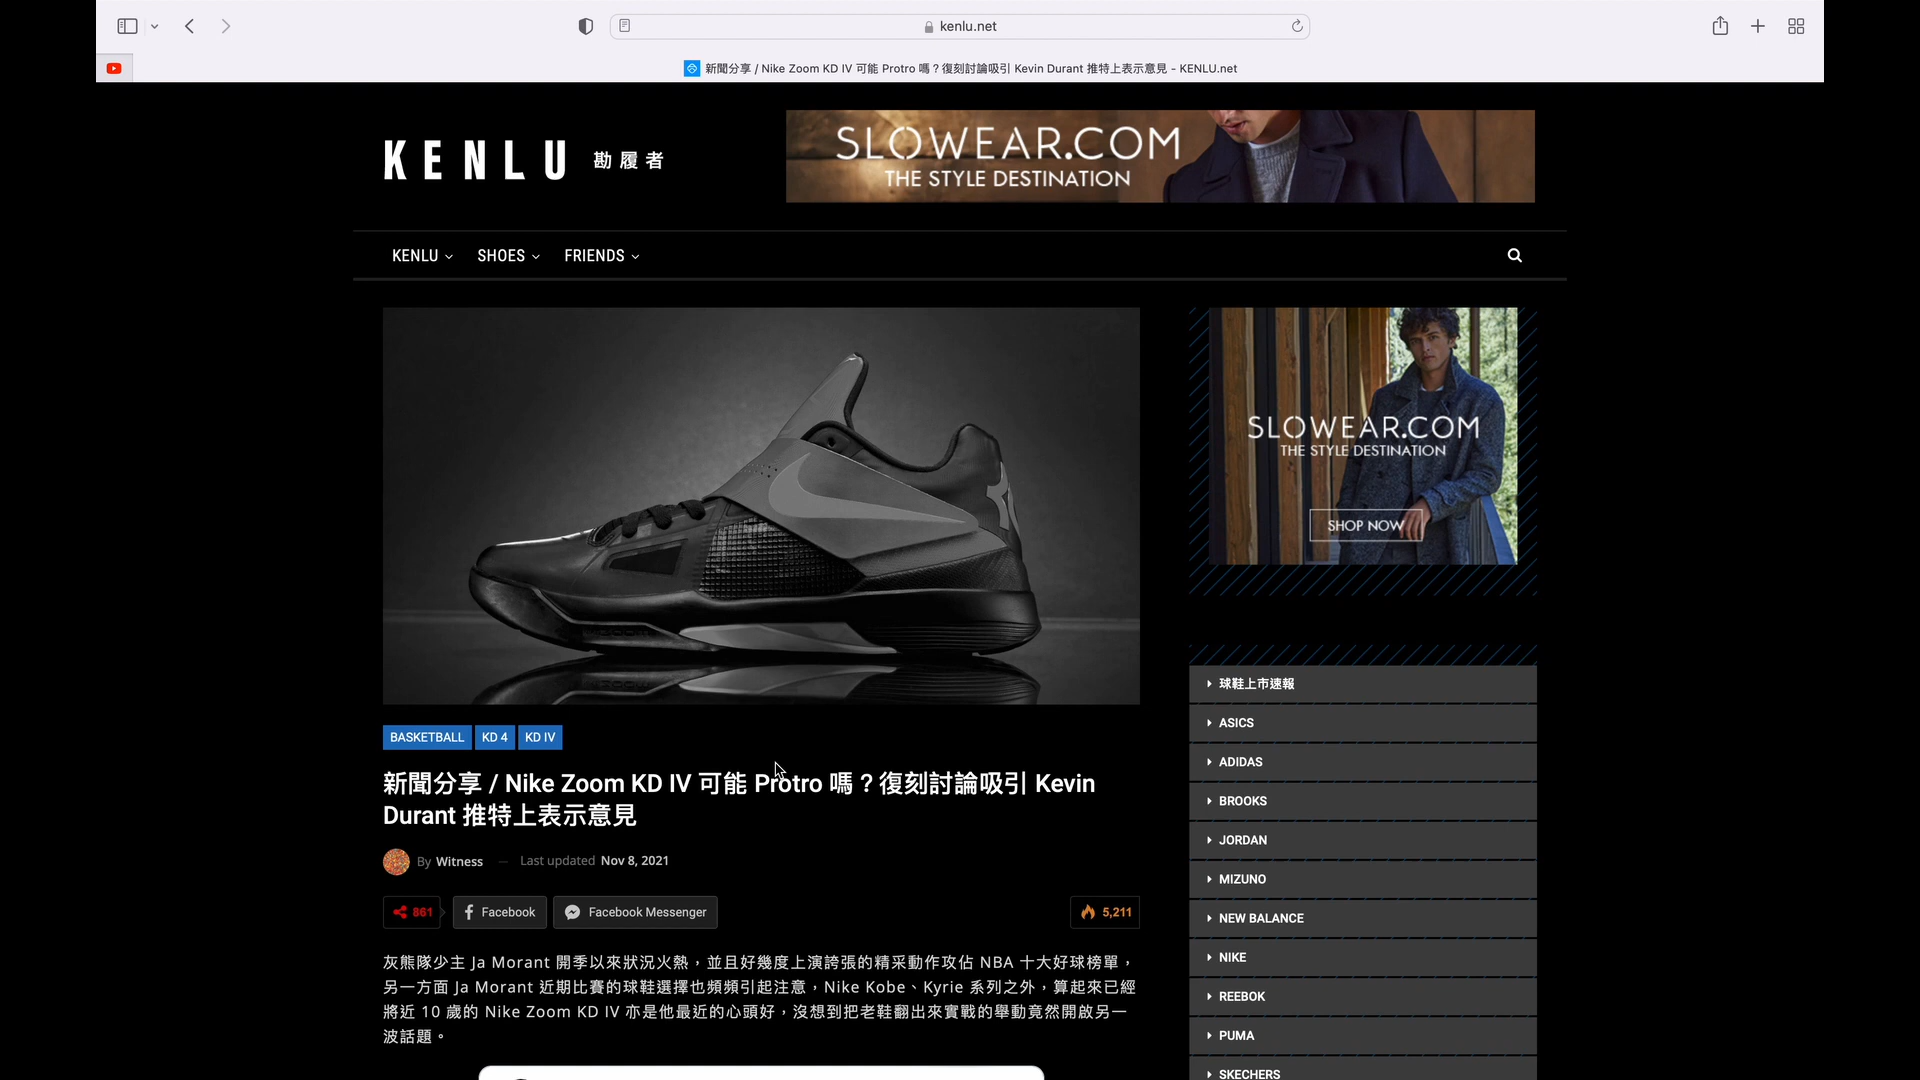 kenlu.net
新聞分享 / Nike Zoom KD IV 可能 Protro 嗎？復刻討論吸引 Kevin Durant 推特上表示意見 - KENLU.net
KENLU 勘履者
SLOWEAR.COM
THE STYLE DESTINATION
KENLU
SHOES
FRIENDS
SLOWEAR.COM
THE STYLE DESTINATION
SHOP NOW
BASKETBALL
KD 4
KD IV
新聞分享 / Nike Zoom KD IV 可能 Protro 嗎？復刻討論吸引 Kevin
Durant 推特上表示意見
By Witness — Last updated Nov 8, 2021
861
Facebook
Facebook Messenger
5,211
灰熊隊少主 Ja Morant 開季以來狀況火熱，並且好幾度上演誇張的精采動作攻佔 NBA 十大好球榜單，
另一方面 Ja Morant 近期比賽的球鞋選擇也頻頻引起注意，Nike Kobe、Kyrie 系列之外，算起來已經
將近 10 歲的 Nike Zoom KD IV 亦是他最近的心頭好，沒想到把老鞋翻出來實戰的舉動竟然開啟另一
波話題。
球鞋上市速報
ASICS
ADIDAS
BROOKS
JORDAN
MIZUNO
NEW BALANCE
NIKE
REEBOK
PUMA
SKECHERS